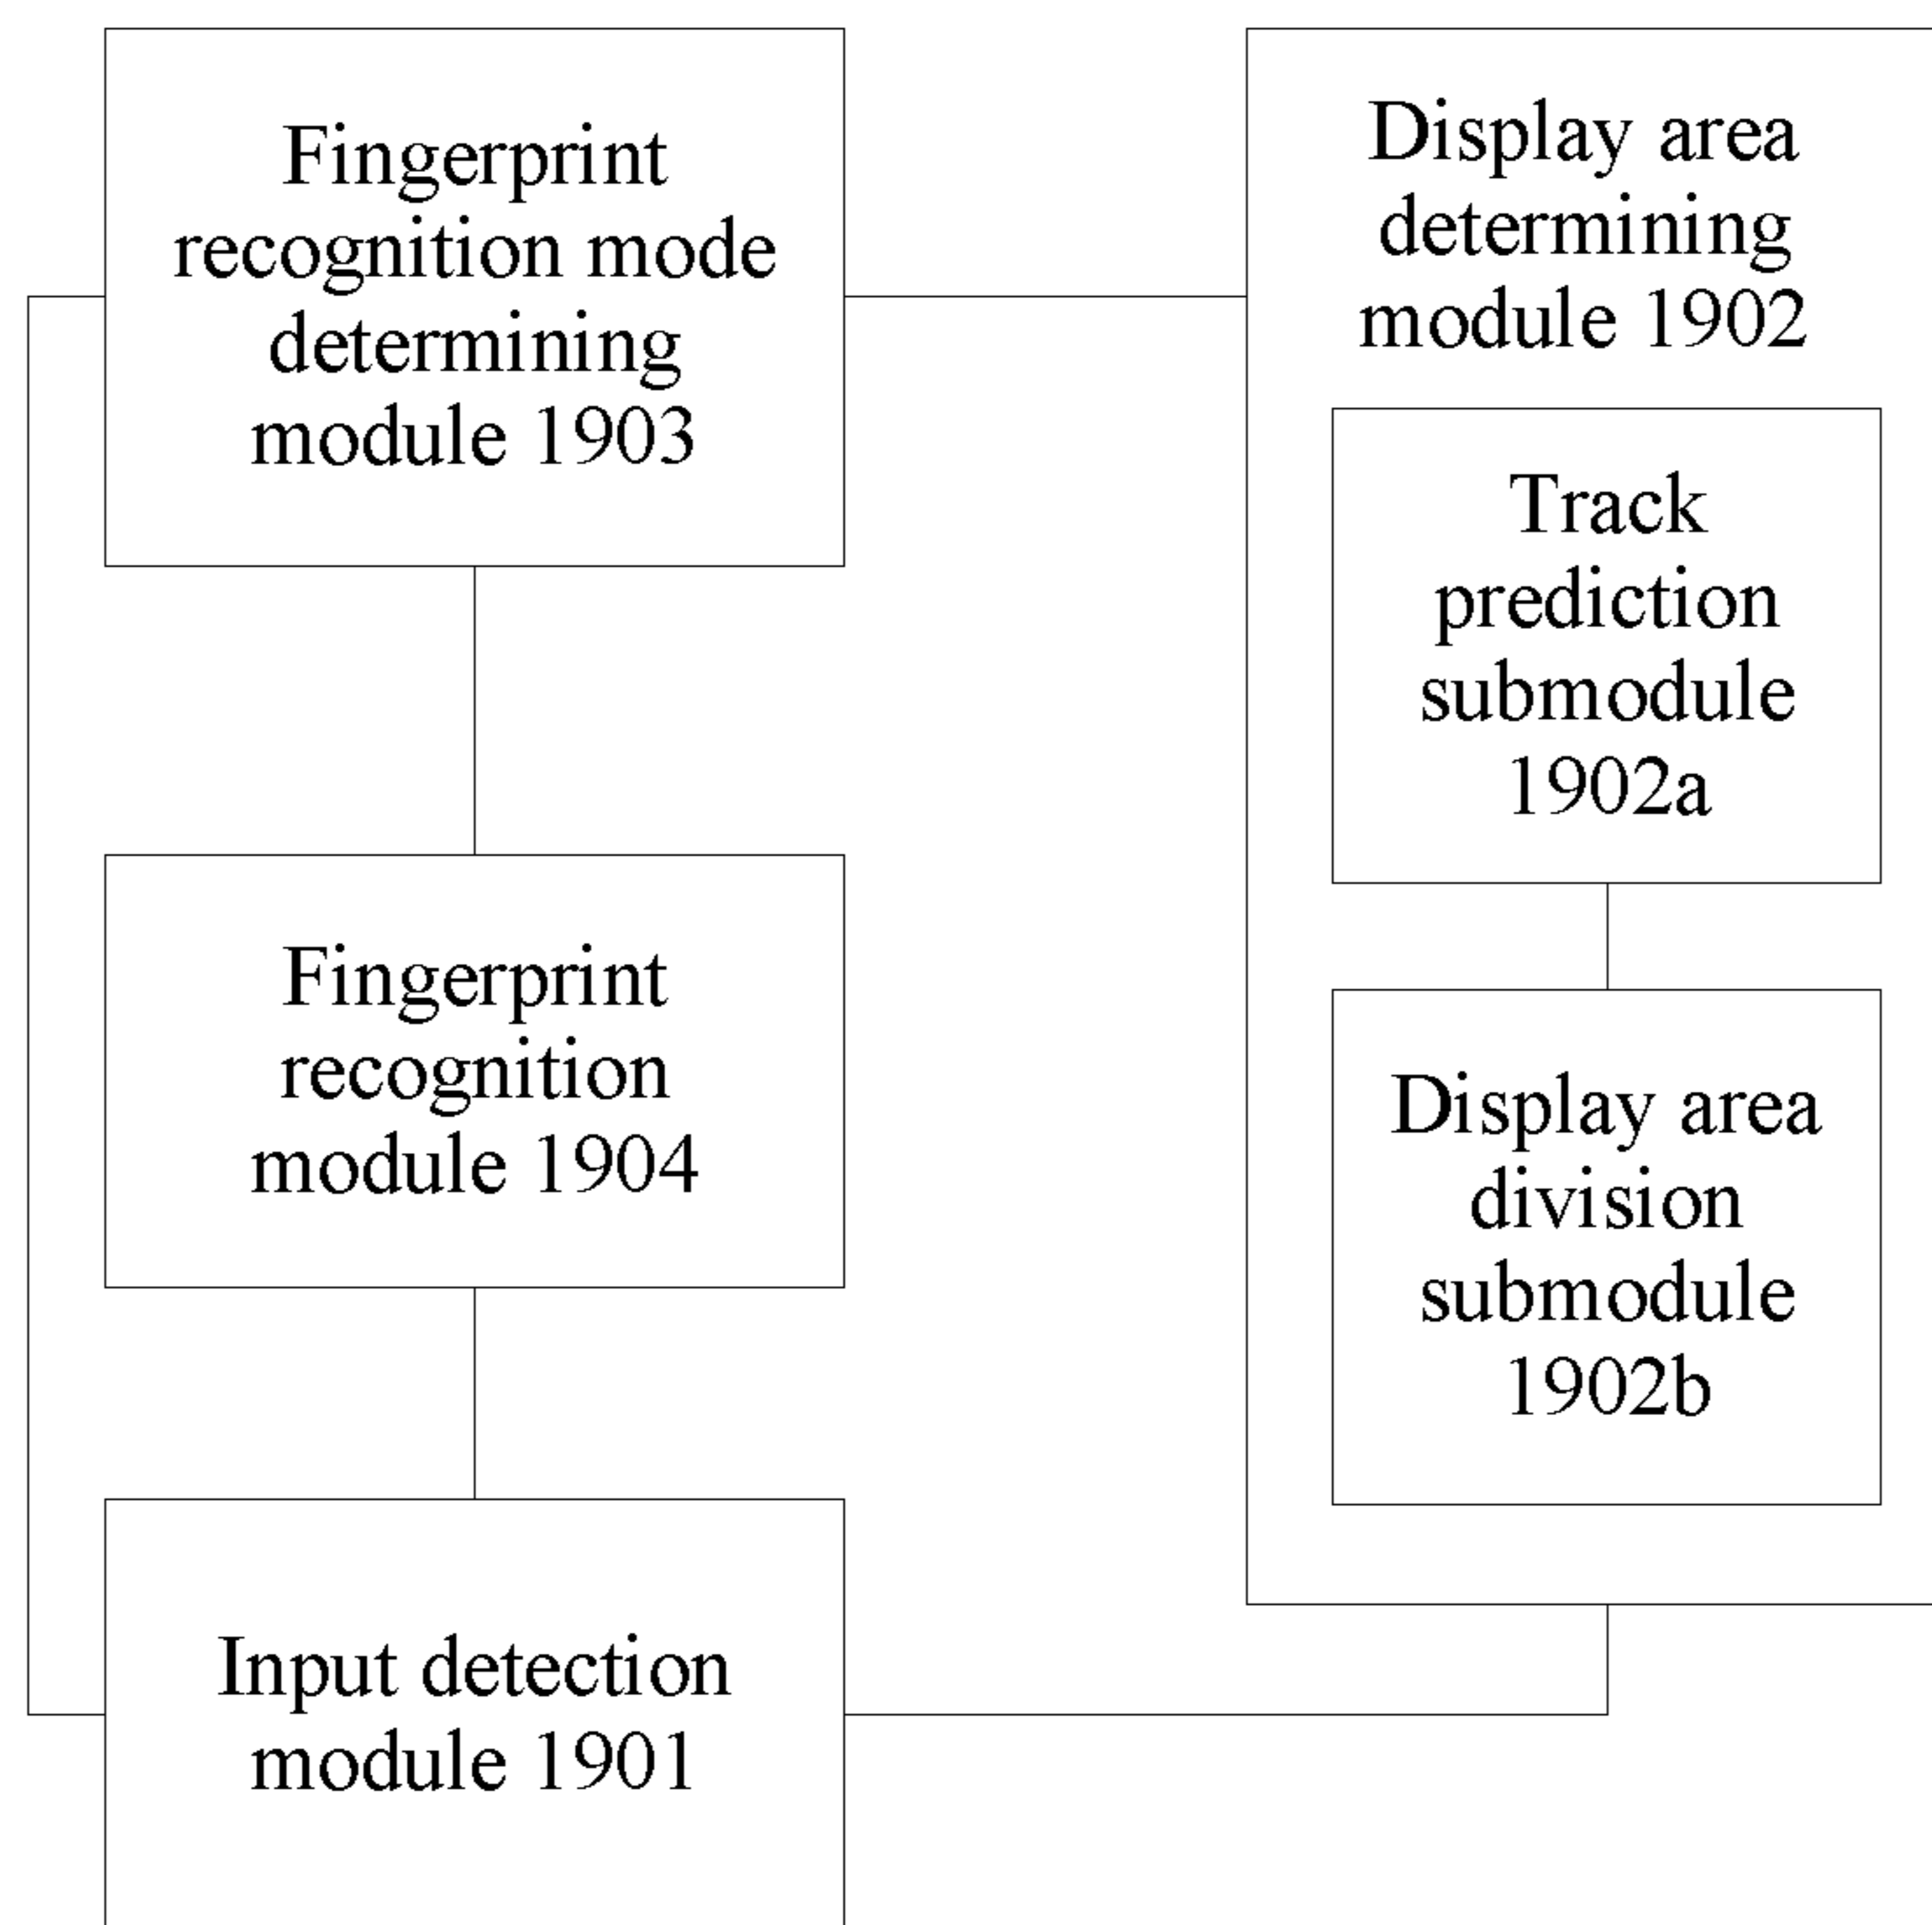 Fingerprint
recognition mode
determining
module 1903
Display area
determining
module 1902
Track
prediction
submodule
1902a
Fingerprint
recognition
module 1904
Display area
division
submodule
1902b
Input detection
module 1901